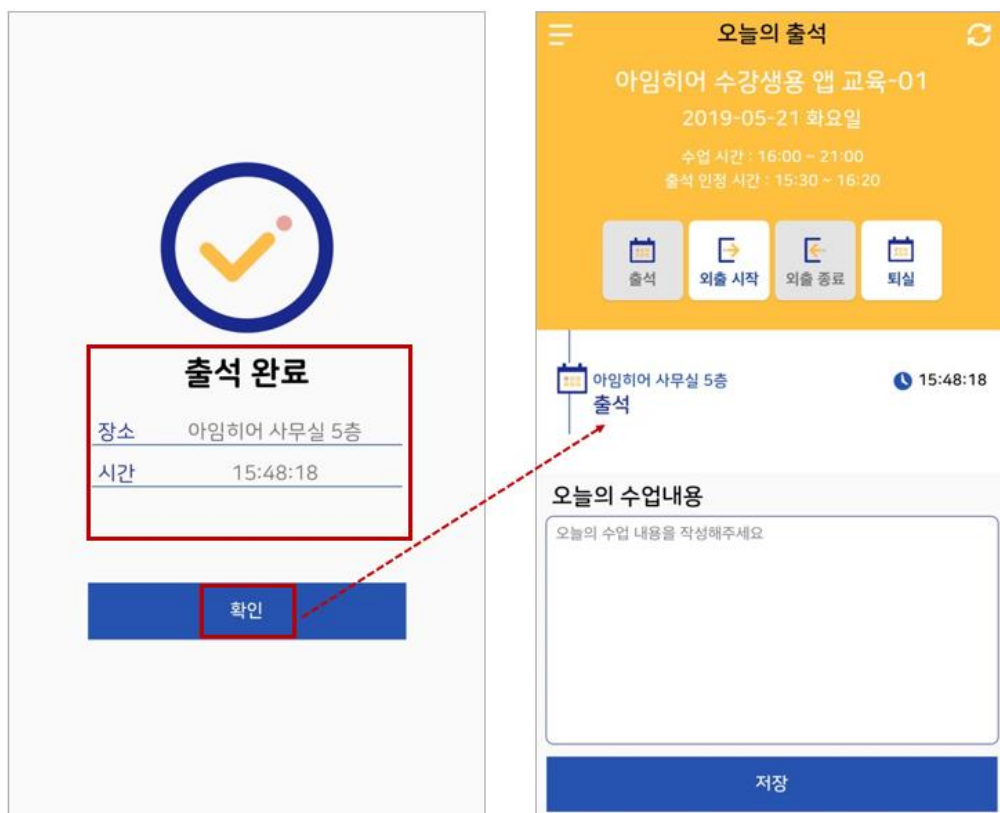 출석 완료
장소 아임히어 사무실 5층
시간 15:48:18
확인
오늘의 출석
아임히어 수강생용 앱 교육-01
2019-05-21 화요일
수업 시간 : 16:00 ~ 21:00
출석 인정 시간 : 15:30 ~ 16:20
출석 외출 시작 외출 종료 퇴실
아임히어 사무실 5층 15:48:18
출석
오늘의 수업내용
오늘의 수업 내용을 작성해주세요
저장